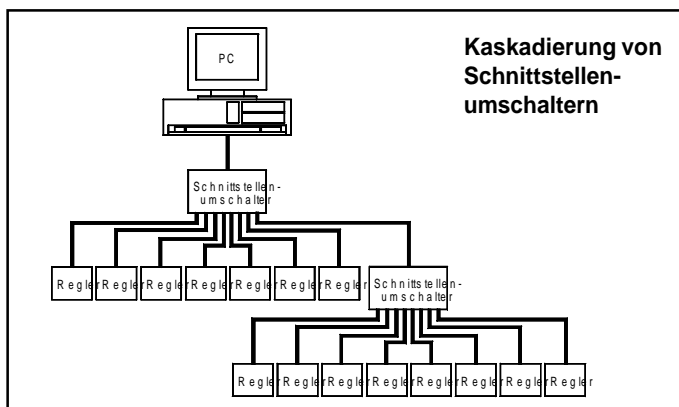 Kaskadierung von
Schnittstellen-
umschaltern
PC
Schnittstellen-
umschalter
Regler Regler Regler Regler Regler Regler Regler
Schnittstellen-
umschalter
Regler Regler Regler Regler Regler Regler Regler Regler